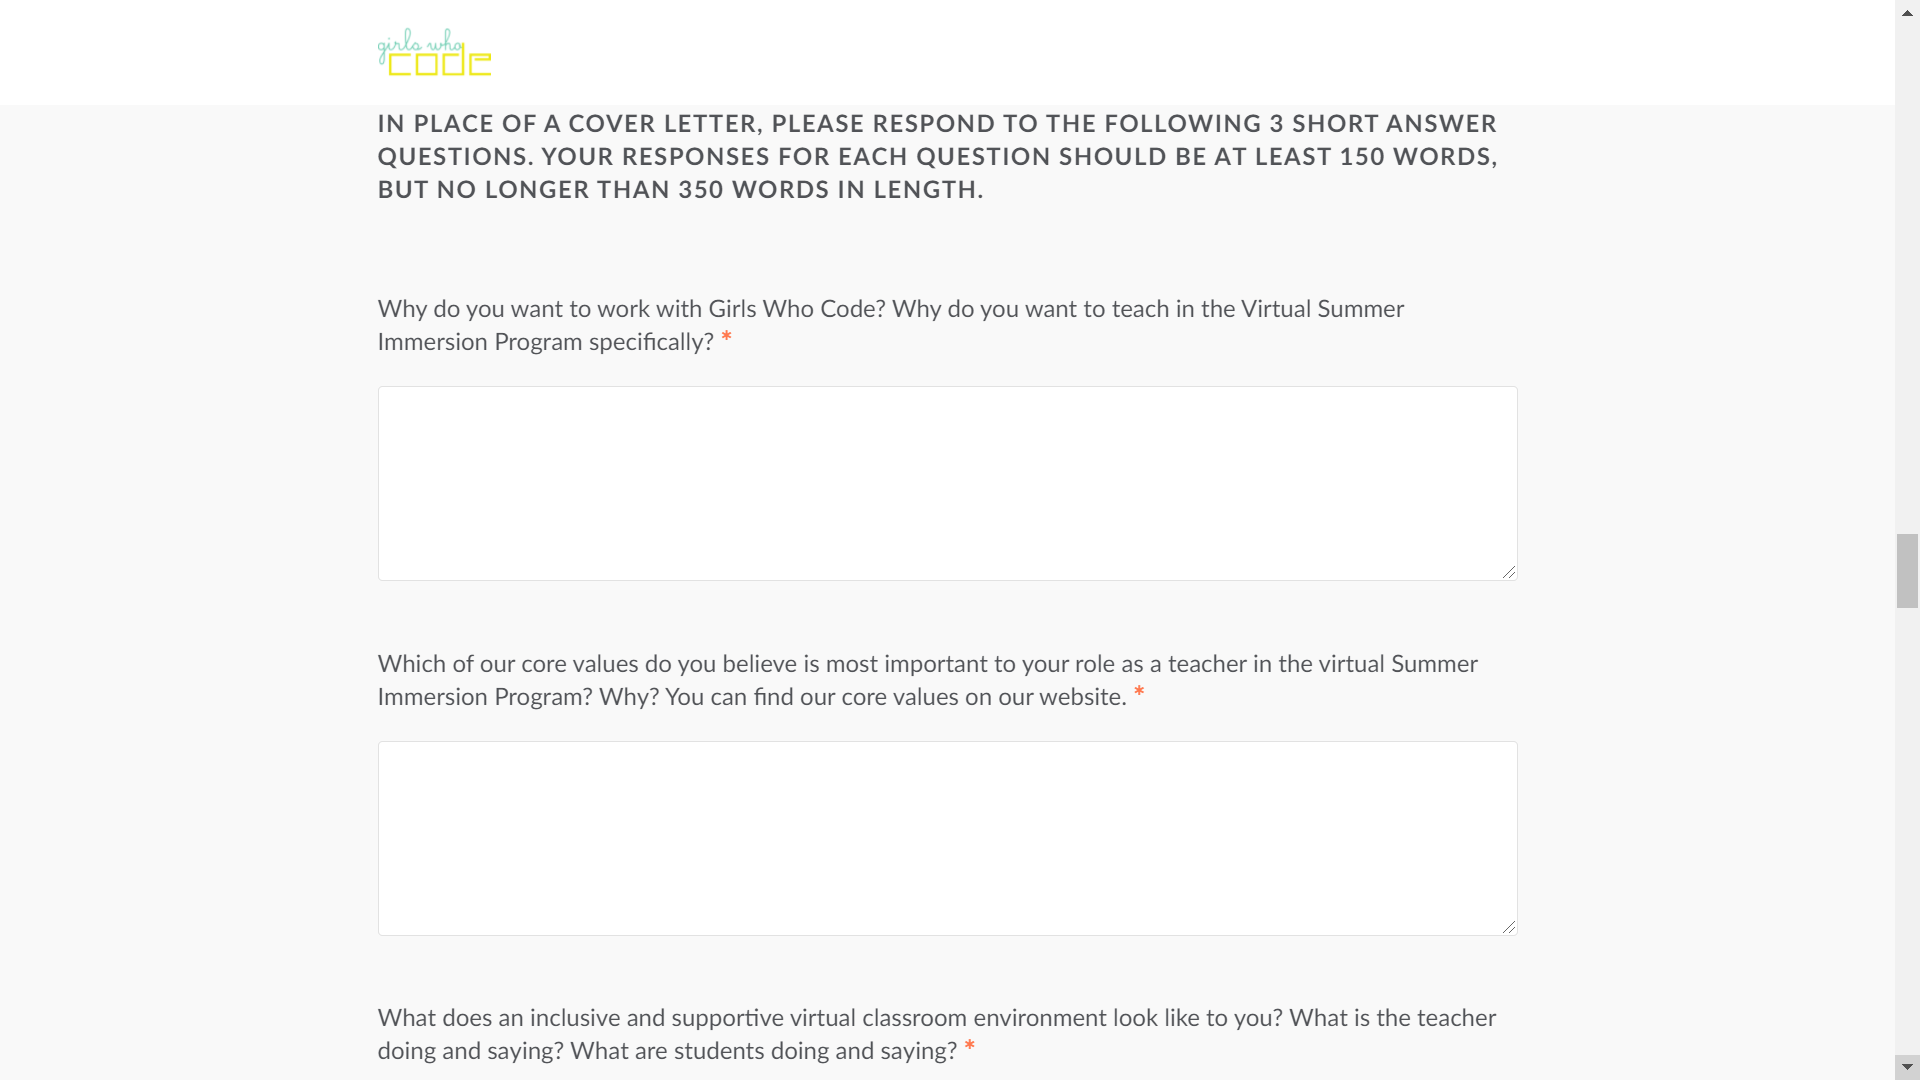 girls who
code
IN PLACE OF A COVER LETTER, PLEASE RESPOND TO THE FOLLOWING 3 SHORT ANSWER
QUESTIONS. YOUR RESPONSES FOR EACH QUESTION SHOULD BE AT LEAST 150 WORDS,
BUT NO LONGER THAN 350 WORDS IN LENGTH.
Why do you want to work with Girls Who Code? Why do you want to teach in the Virtual Summer
Immersion Program specifically? *
Which of our core values do you believe is most important to your role as a teacher in the virtual Summer
Immersion Program? Why? You can find our core values on our website. *
What does an inclusive and supportive virtual classroom environment look like to you? What is the teacher
doing and saying? What are students doing and saying? *